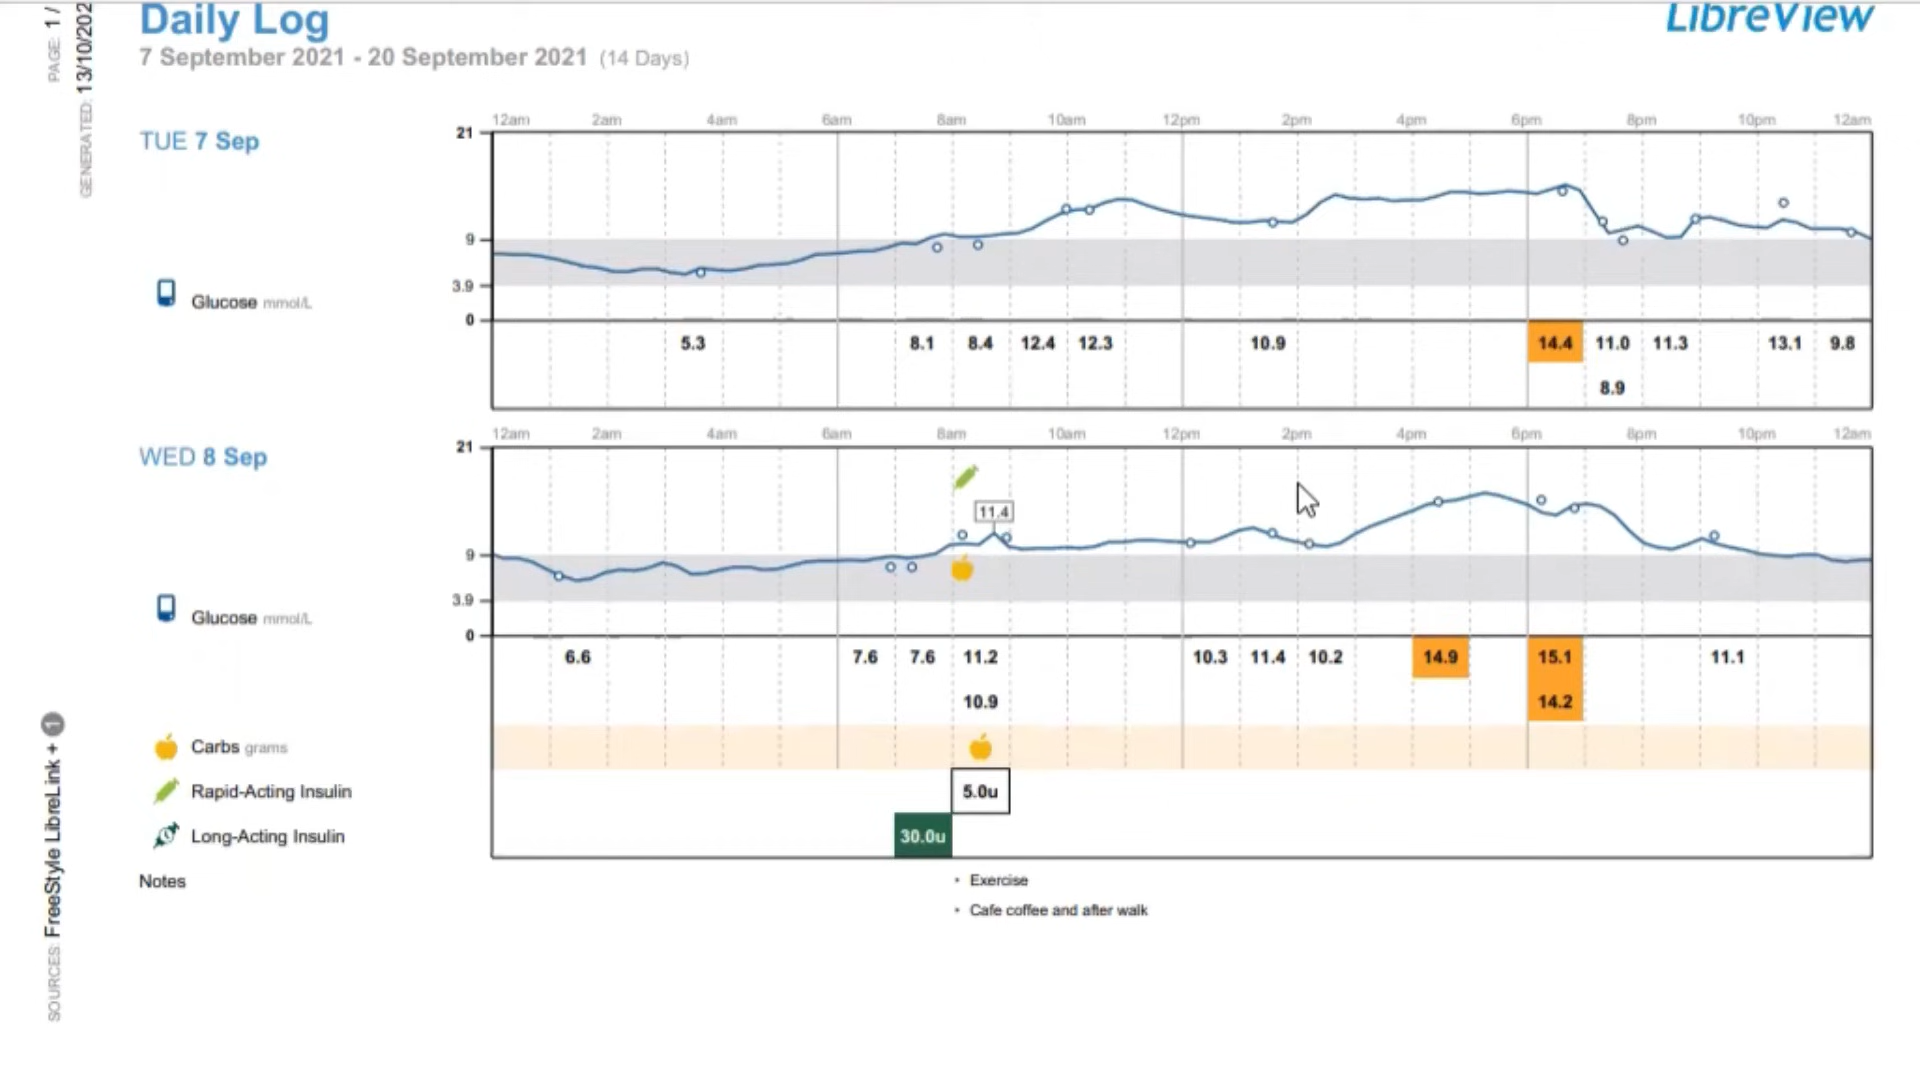 Daily Log
LibreView
7 September 2021 - 20 September 2021 (14 Days)
PAGE: 1 /
GENERATED: 13/10/202
TUE 7 Sep
12am 2am 4am 6am 8am 10am 12pm 2pm 4pm 6pm 8pm 10pm 12am
21
9
3.9
0
Glucose mmol/L
5.3 8.1 8.4 12.4 12.3 10.9 14.4 11.0 11.3 13.1 9.8
8.9
WED 8 Sep
12am 2am 4am 6am 8am 10am 12pm 2pm 4pm 6pm 8pm 10pm 12am
21
11.4
9
3.9
0
Glucose mmol/L
6.6 7.6 7.6 11.2 10.3 11.4 10.2 14.9 15.1 11.1
10.9 14.2
Carbs grams
Rapid-Acting Insulin 5.0u
Long-Acting Insulin 30.0u
Notes
• Exercise
• Cafe coffee and after walk
SOURCES: FreeStyle LibreLink + 1